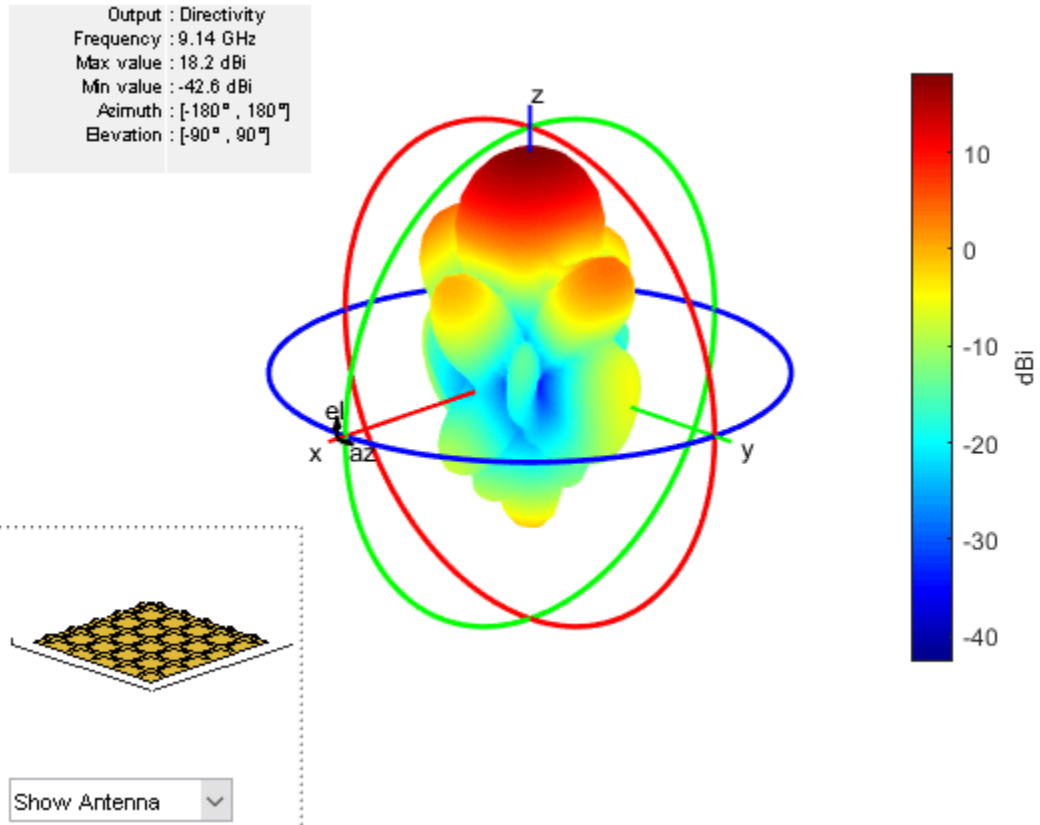 Output : Directivity
Frequency : 9.14 GHz
Max value : 18.2 dBi
Min value : -42.6 dBi
Azimuth : [-180° , 180°]
Elevation : [-90° , 90°]
z
10
0
-10
-20
-30
-40
dBi
el
x
az
y
Show Antenna